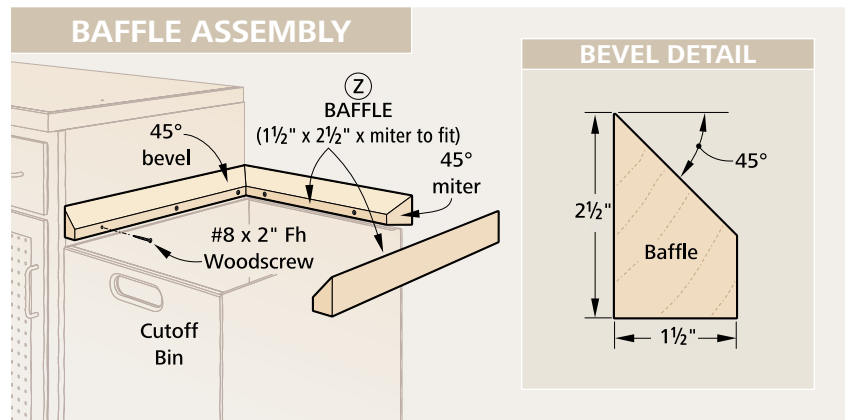 BAFFLE ASSEMBLY
Z
BAFFLE
(1½" x 2½" x miter to fit)
45°
bevel
45°
miter
#8 x 2" Fh
Woodscrew
Cutoff
Bin
BEVEL DETAIL
45°
2½"
Baffle
1½"